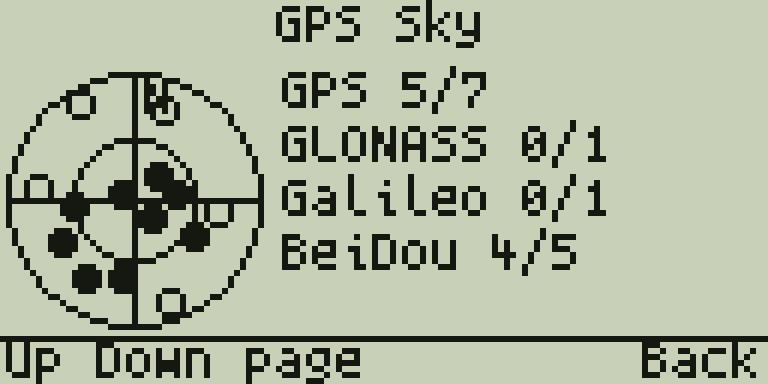 GPS Sky
N
GPS 5/7
GLONASS 0/1
Galileo 0/1
BeiDou 4/5
Up Down page Back